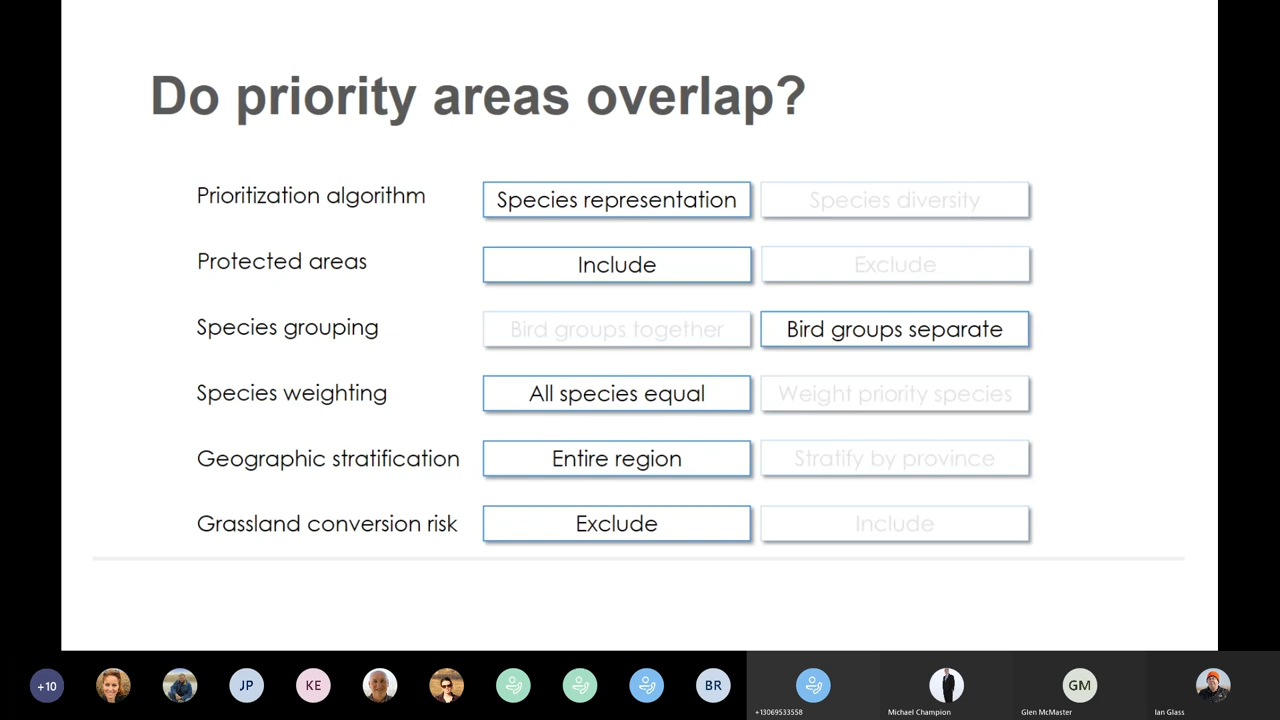 Do priority areas overlap?
Prioritization algorithm
Species representation
Species diversity
Protected areas
Include
Exclude
Species grouping
Bird groups together
Bird groups separate
Species weighting
All species equal
Weight priority species
Geographic stratification
Entire region
Stratify by province
Grassland conversion risk
Exclude
Include
+10
JP
KE
BR
GM
+13069533558
Michael Champion
Glen McMaster
Ian Glass